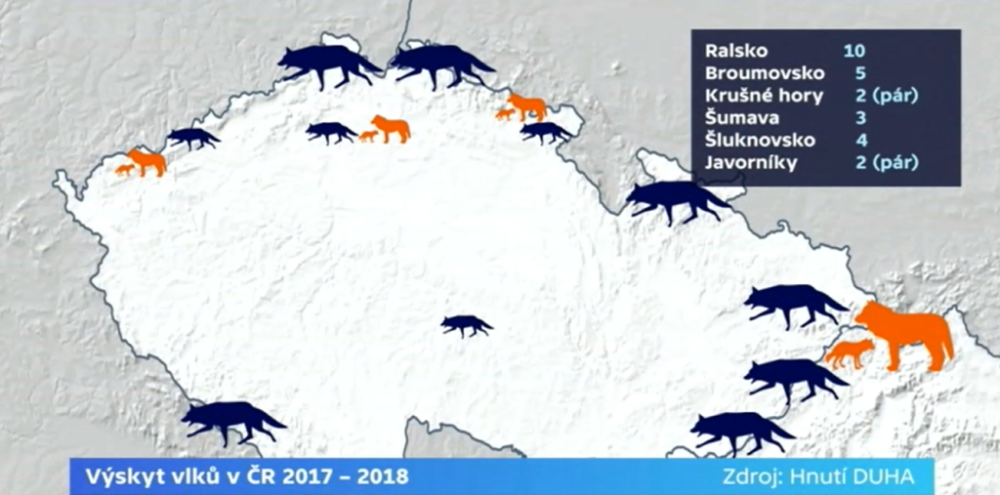 Ralsko 10
Broumovsko 5
Krušné hory 2 (pár)
Šumava 3
Šluknovsko 4
Javorníky 2 (pár)
Výskyt vlků v ČR 2017 – 2018
Zdroj: Hnutí DUHA